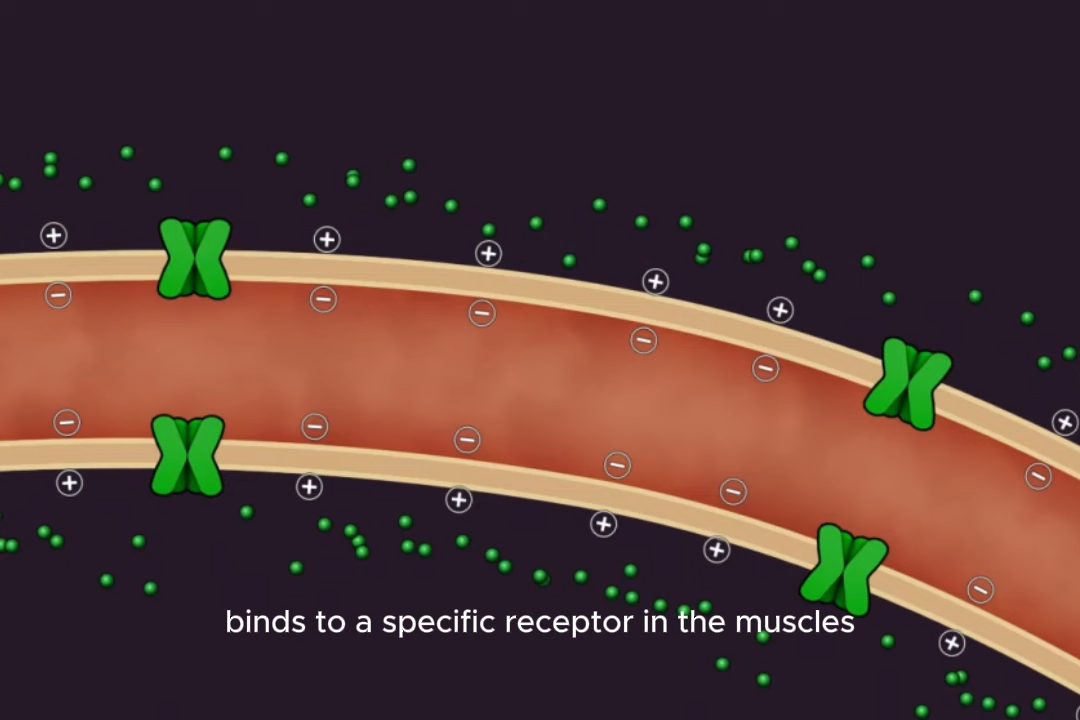 binds to a specific receptor in the muscles